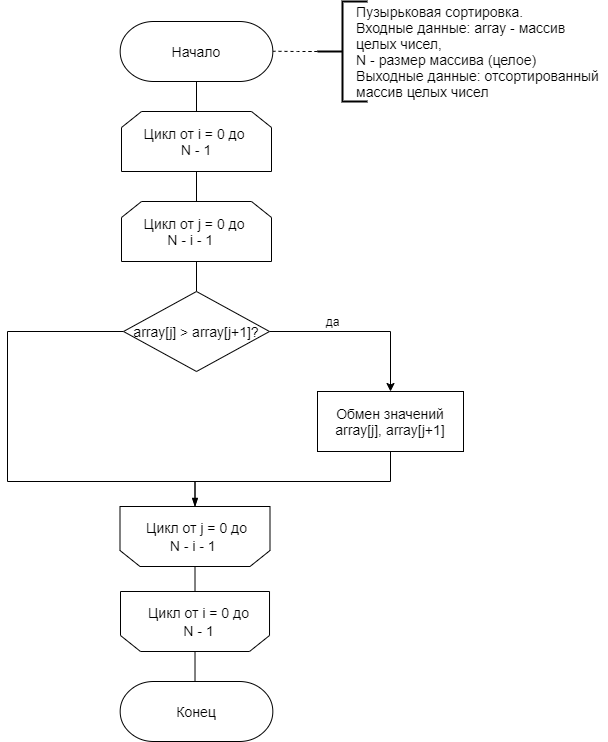 Пузырьковая сортировка.
Входные данные: array - массив
целых чисел,
N - размер массива (целое)
Выходные данные: отсортированный
массив целых чисел
Начало
Цикл от i = 0 до
N - 1
Цикл от j = 0 до
N - i - 1
array[j] > array[j+1]?
да
Обмен значений
array[j], array[j+1]
Цикл от j = 0 до
N - i - 1
Цикл от i = 0 до
N - 1
Конец